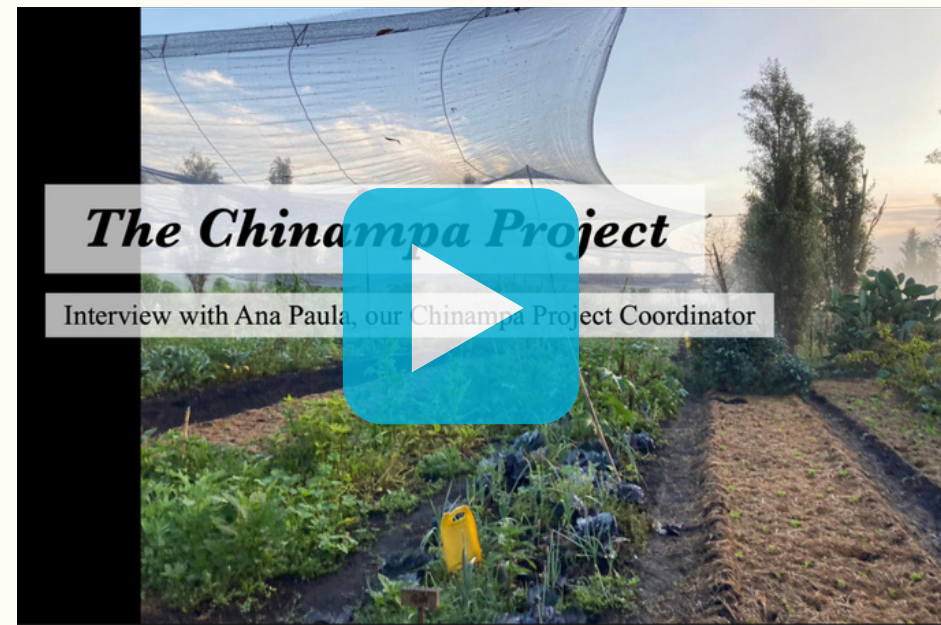 The Chinampa Project
Interview with Ana Paula, our Chinampa Project Coordinator